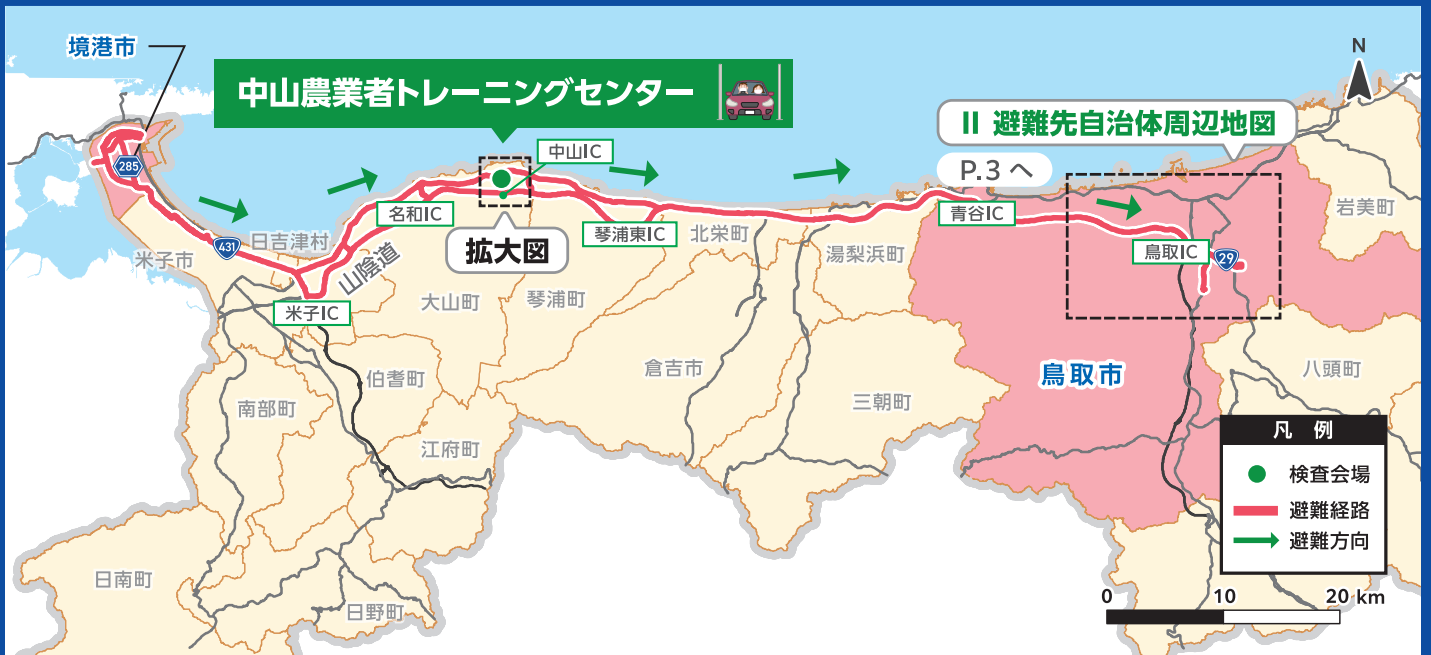 境港市
中山農業者トレーニングセンター
N
II 避難先自治体周辺地図
P.3 へ
中山IC
285
名和IC
拡大図
琴浦東IC
北栄町
青谷IC
岩美町
431
日吉津村
米子市
山陰道
湯梨浜町
鳥取IC
29
米子IC
大山町
琴浦町
伯耆町
倉吉市
鳥取市
八頭町
南部町
三朝町
江府町
凡 例
検査会場
避難経路
避難方向
日南町
日野町
0 10 20 km